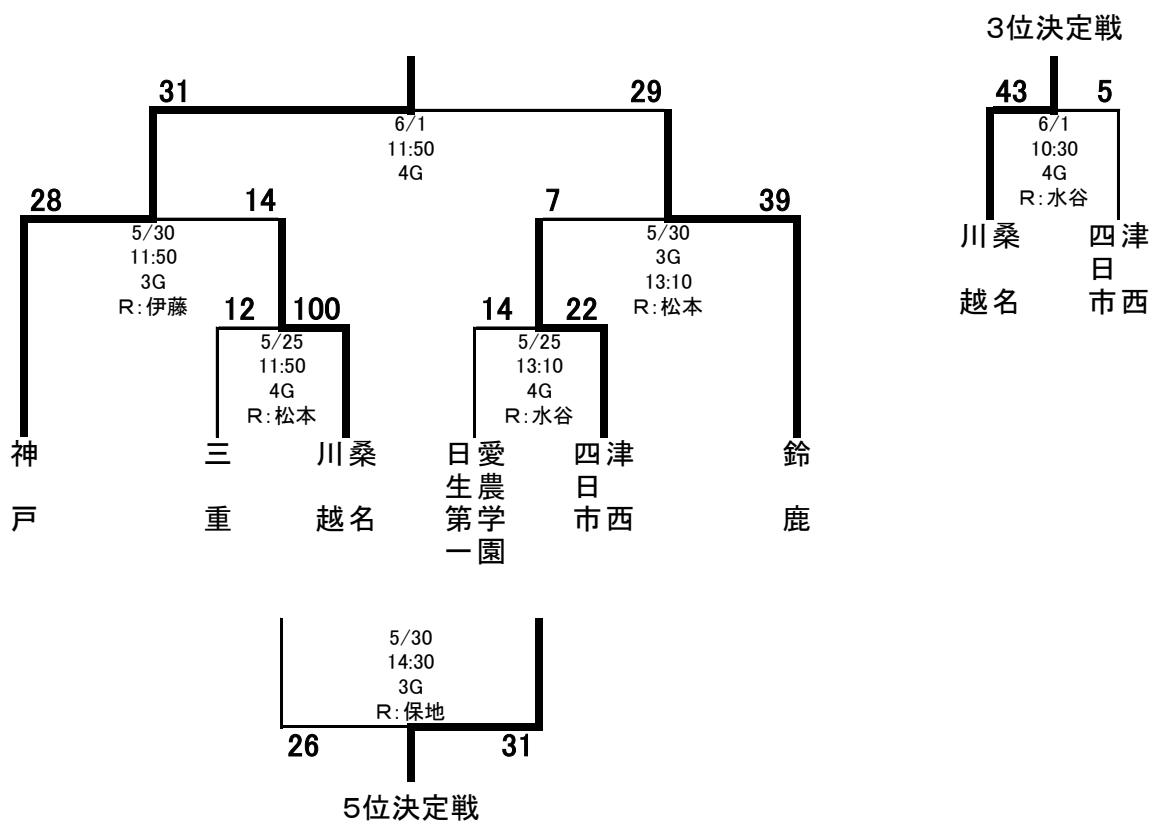 3位決定戦
31
29
43
5
6/1
11:50
4G
6/1
10:30
4G
R:水谷
28
14
7
39
5/30
11:50
3G
R:伊藤
5/30
3G
13:10
R:松本
川越
桑名
四日市
津西
12
100
14
22
5/25
11:50
4G
R:松本
5/25
13:10
4G
R:水谷
神戸
三重
川越
桑名
日生第一
愛農学園
四日市
津西
鈴鹿
5/30
14:30
3G
R:保地
26
31
5位決定戦